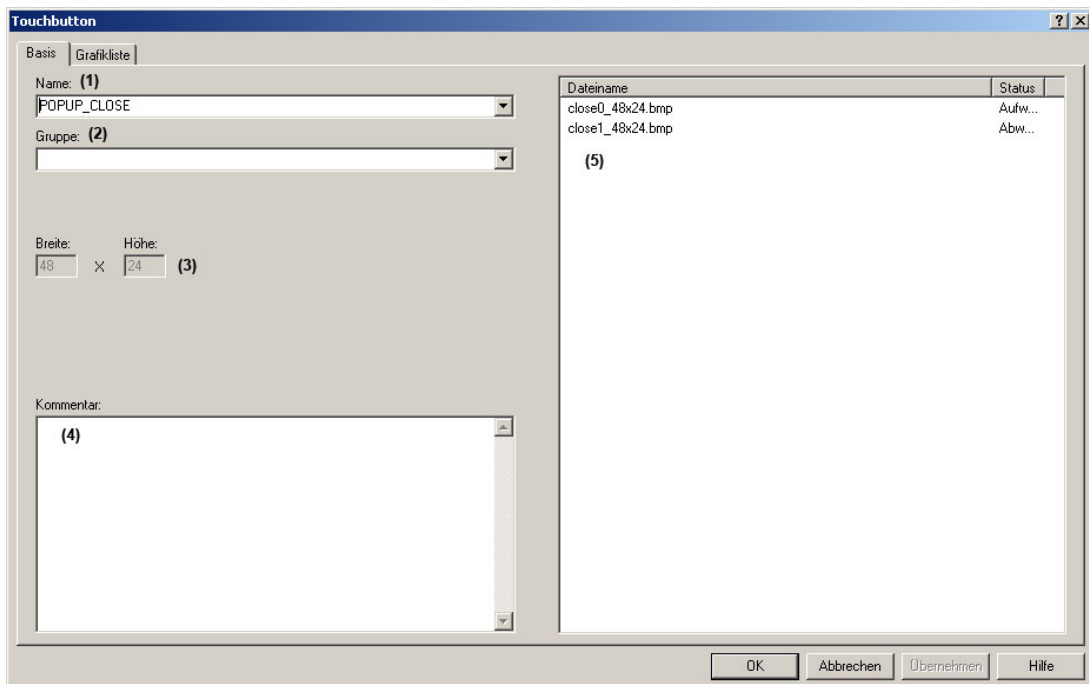 Touchbutton
Basis Grafikliste
Name: (1)
POPUP_CLOSE
Gruppe: (2)
Breite: Höhe:
48 X 24 (3)
Kommentar:
(4)
Dateiname Status
close0_48x24.bmp Aufw...
close1_48x24.bmp Abw...
(5)
OK Abbrechen Übernehmen Hilfe